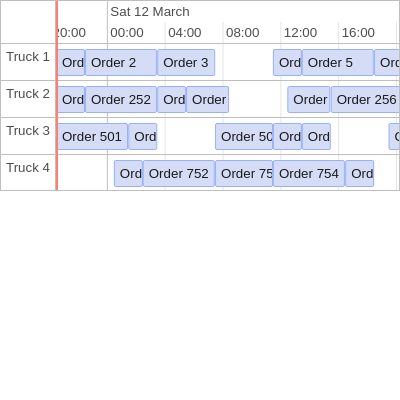 Sat 12 March
20:00 00:00 04:00 08:00 12:00 16:00
Truck 1 Ord Order 2 Order 3 Ord Order 5 Ord
Truck 2 Ord Order 252 Ord Order Order Order 256
Truck 3 Order 501 Ord Order 50 Ord Ord
Truck 4 Ord Order 752 Order 75 Order 754 Ord